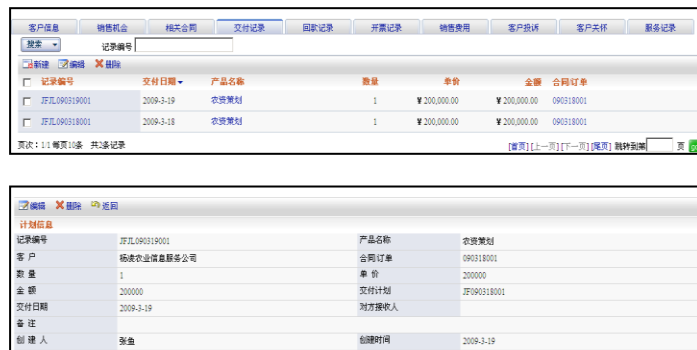 客户信息 销售机会 相关合同 交付记录 回款记录 开票记录 销售费用 客户投诉 客户关怀 服务记录
搜索 记录编号
新建 编辑 删除
记录编号 交付日期 产品名称 数量 单价 金额 合同订单
JFJL090319001 2009-3-19 农资策划 1 ¥ 200,000.00 ¥ 200,000.00 090318001
JFJL090318001 2009-3-18 农资策划 1 ¥ 200,000.00 ¥ 200,000.00 090318001
页次：1/1 每页10条 共2条记录 [首页] [上一页] [下一页] [尾页] 跳转到第 页
编辑 删除 返回
计划信息
记录编号 JFJL090319001 产品名称 农资策划
客 户 杨凌农业信息服务公司 合同订单 090318001
数 量 1 单 价 200000
金 额 200000 交付计划 JF090318001
交付日期 2009-3-19 对方接收人
备 注
创 建 人 张鱼 创建时间 2009-3-19